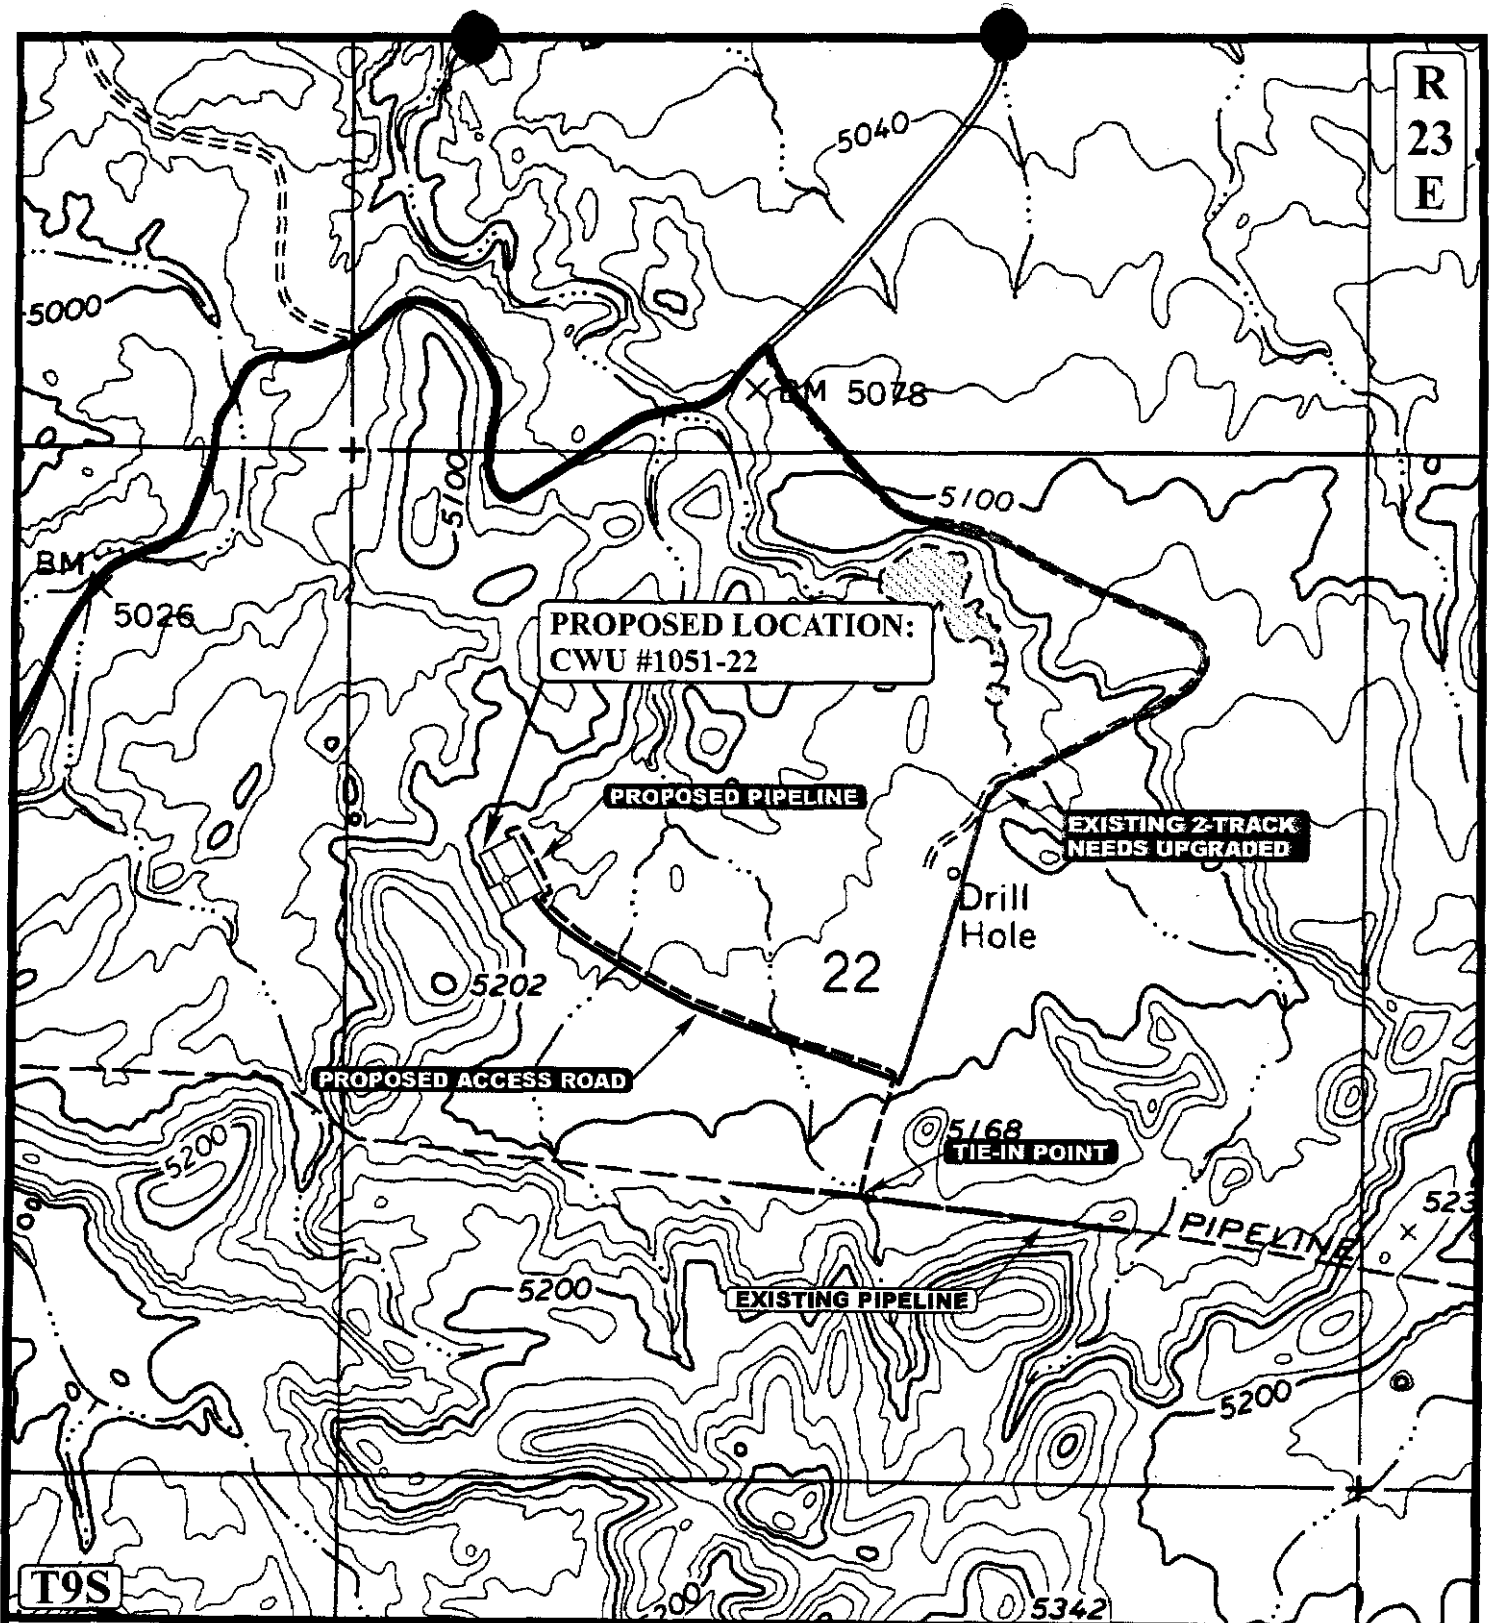 R
23
E
5040
5000
BM 5078
5100
5100
BM
5026
PROPOSED LOCATION:
CWU #1051-22
PROPOSED PIPELINE
EXISTING 2-TRACK
NEEDS UPGRADED
Drill
Hole
22
5202
PROPOSED ACCESS ROAD
5168
TIE-IN POINT
5200
523
PIPELINE
5200
EXISTING PIPELINE
5200
T9S
200
5342